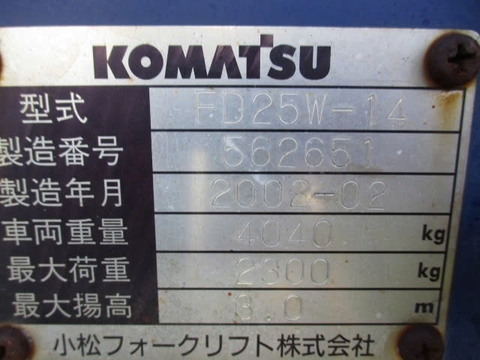 KOMATSU
型式 FD25W-14
製造番号 562651
製造年月 2002-02
車両重量 4040 kg
最大荷重 2300 kg
最大揚高 3.0 m
小松フォークリフト株式会社